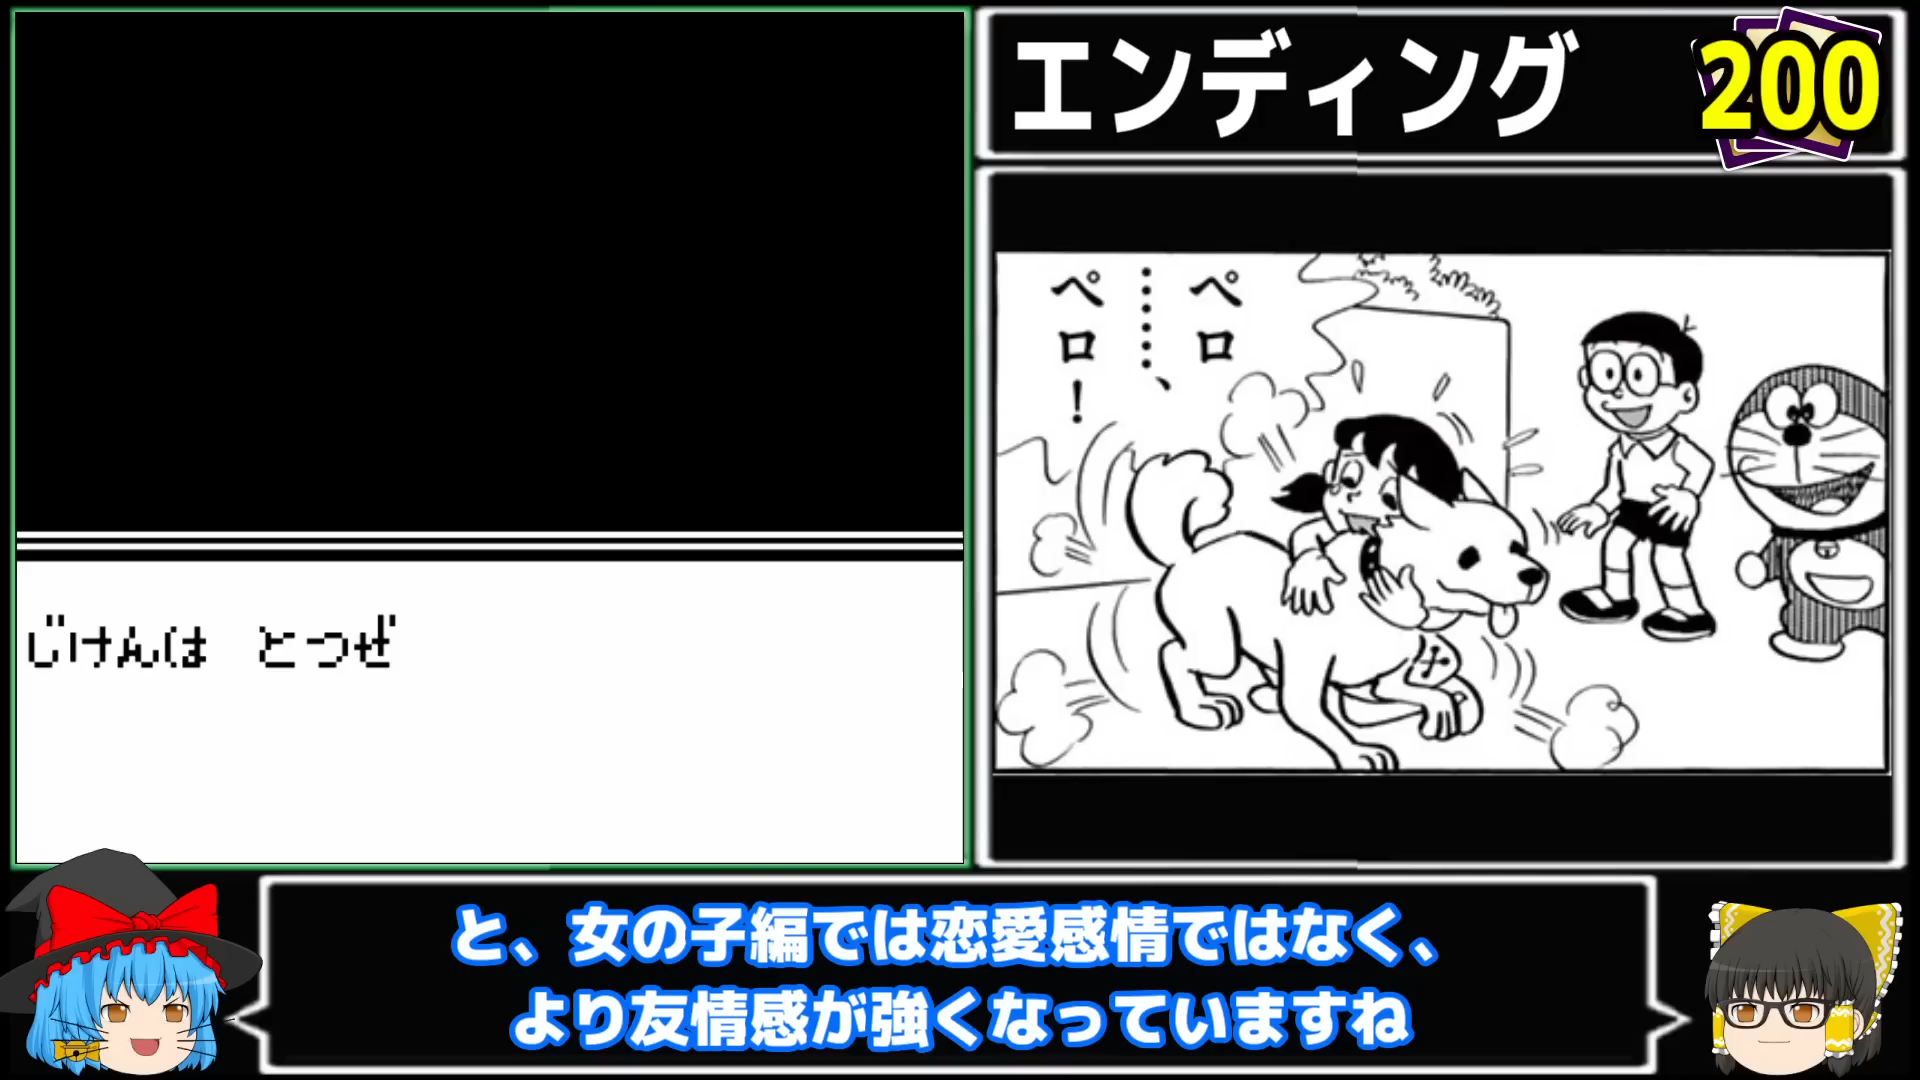 エンディング
200
ペロ
……、
ペロ！
じけんは　とつぜ
と、女の子編では恋愛感情ではなく、
より友情感が強くなっていますね